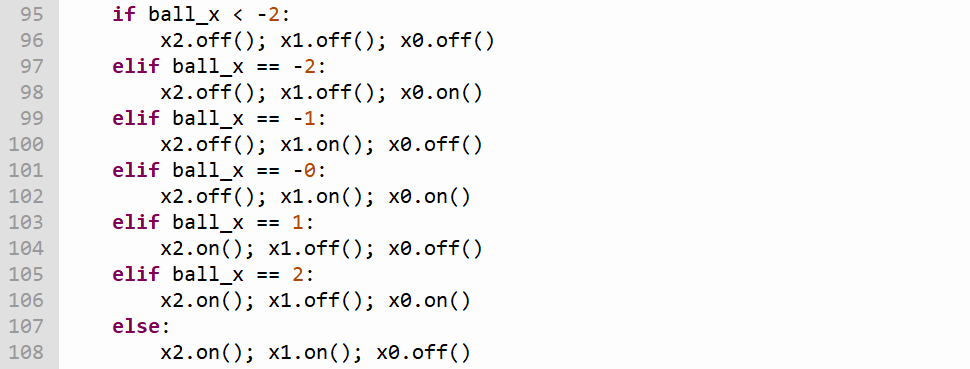 95 if ball_x < -2:
96 x2.off(); x1.off(); x0.off()
97 elif ball_x == -2:
98 x2.off(); x1.off(); x0.on()
99 elif ball_x == -1:
100 x2.off(); x1.on(); x0.off()
101 elif ball_x == -0:
102 x2.off(); x1.on(); x0.on()
103 elif ball_x == 1:
104 x2.on(); x1.off(); x0.off()
105 elif ball_x == 2:
106 x2.on(); x1.off(); x0.on()
107 else:
108 x2.on(); x1.on(); x0.off()